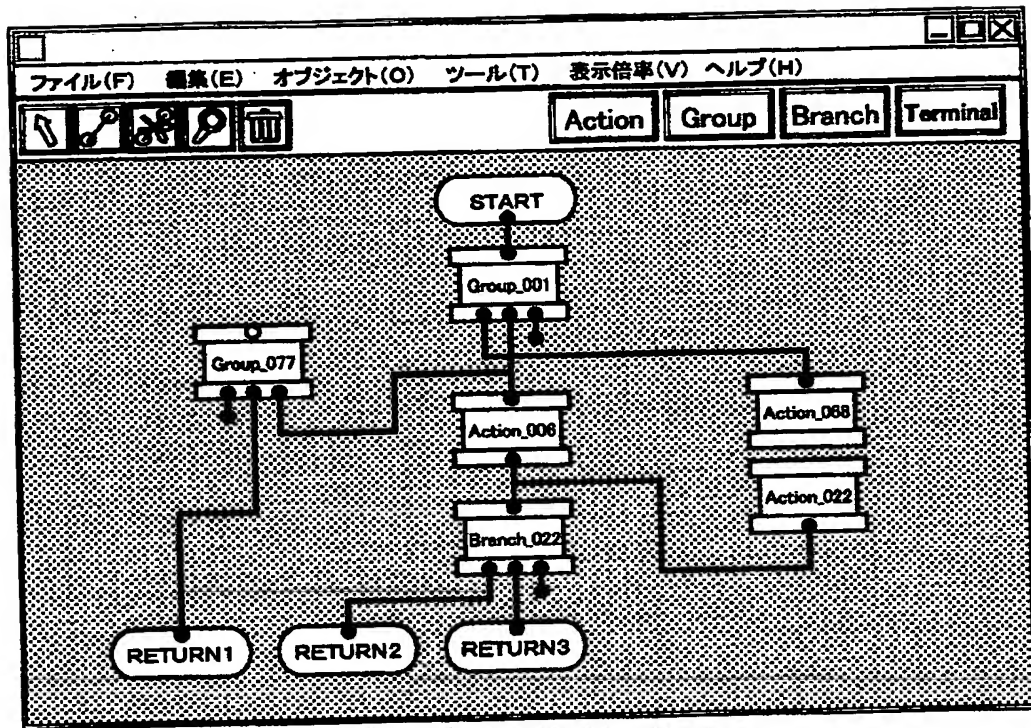 ファイル(F) 編集(E) オブジェクト(O) ツール(T) 表示倍率(V) ヘルプ(H)
Action Group Branch Terminal
START
Group_001
Group_077
Action_006
Action_068
Action_022
Branch_022
RETURN1 RETURN2 RETURN3